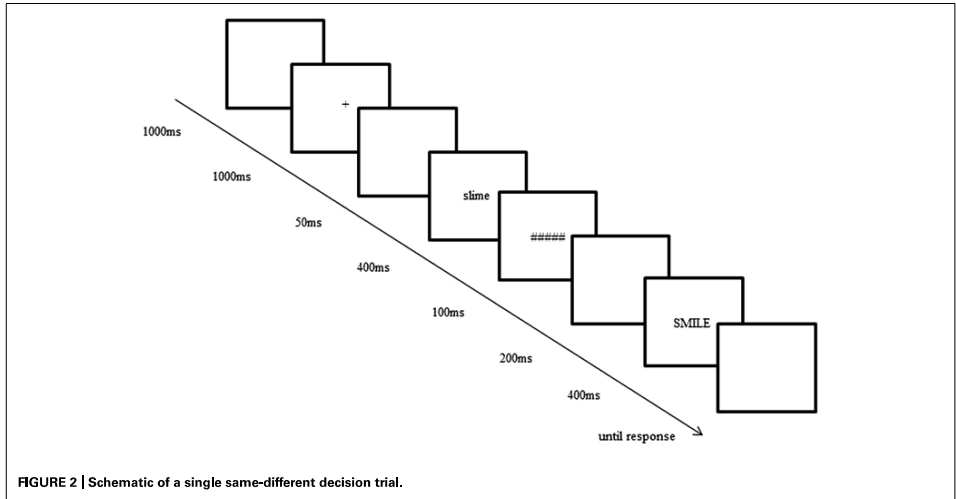 +
1000ms
1000ms
slime
50ms
#####
400ms
100ms
SMILE
200ms
400ms
until response
FIGURE 2 | Schematic of a single same-different decision trial.